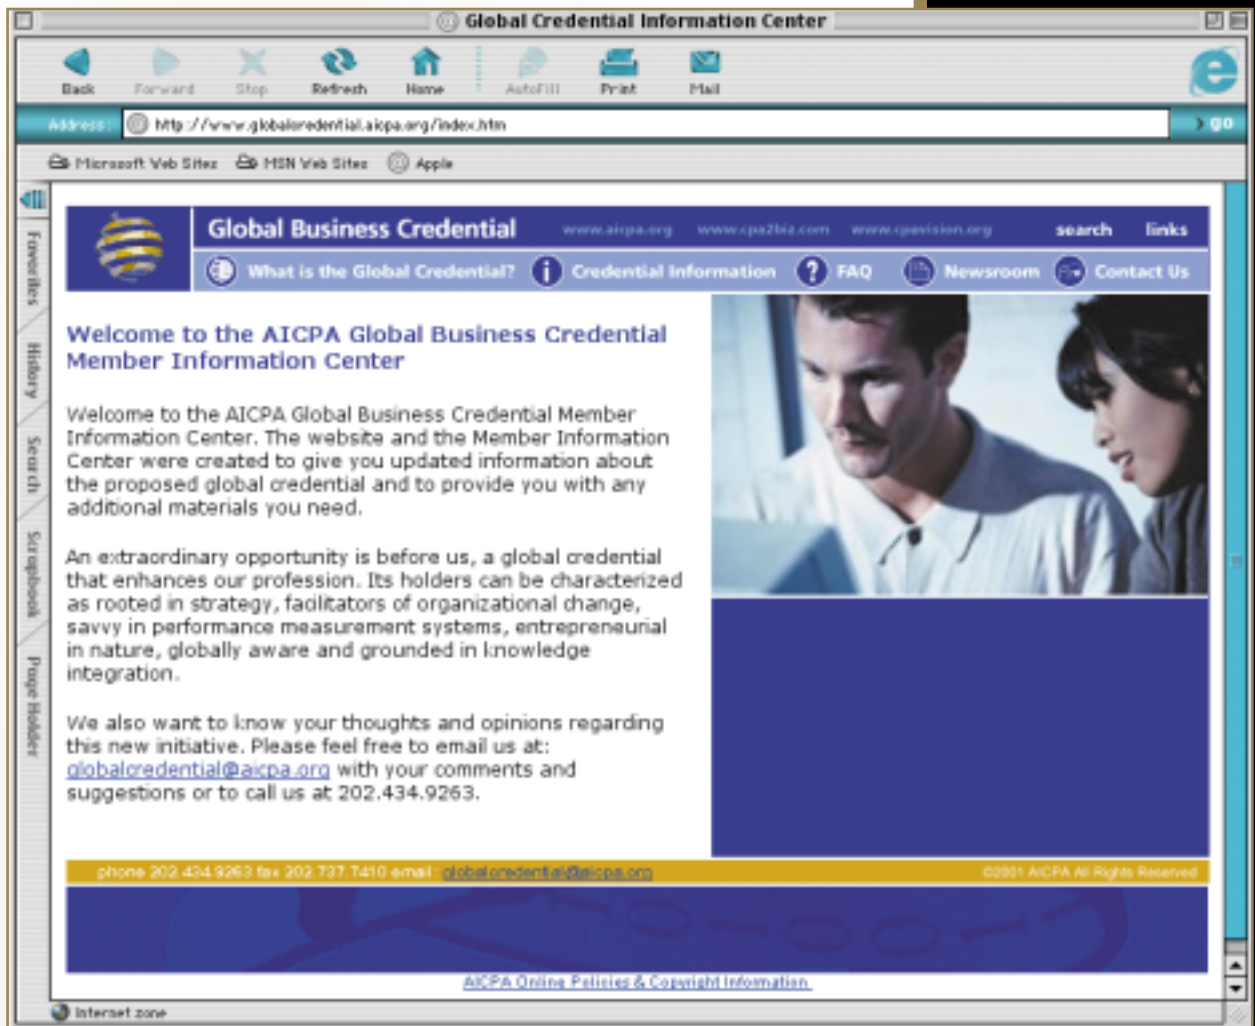 Global Credential Information Center
Back Forward Stop Refresh Home AutoFill Print Mail
Address: http://www.globalcredential.aicpa.org/index.htm go
Microsoft Web Sites MSN Web Sites Apple
Favorites
History
Search
Scrapbook
Page Holder
Global Business Credential www.aicpa.org www.cpa2biz.com www.cpavision.org search links
What is the Global Credential? Credential Information FAQ Newsroom Contact Us
Welcome to the AICPA Global Business Credential
Member Information Center
Welcome to the AICPA Global Business Credential Member
Information Center. The website and the Member Information
Center were created to give you updated information about
the proposed global credential and to provide you with any
additional materials you need.
An extraordinary opportunity is before us, a global credential
that enhances our profession. Its holders can be characterized
as rooted in strategy, facilitators of organizational change,
savvy in performance measurement systems, entrepreneurial
in nature, globally aware and grounded in knowledge
integration.
We also want to know your thoughts and opinions regarding
this new initiative. Please feel free to email us at:
globalcredential@aicpa.org with your comments and
suggestions or to call us at 202.434.9263.
phone 202.434.9263 fax 202.737.7410 email globalcredential@aicpa.org ©2001 AICPA All Rights Reserved
AICPA Online Policies & Copyright Information
Internet zone